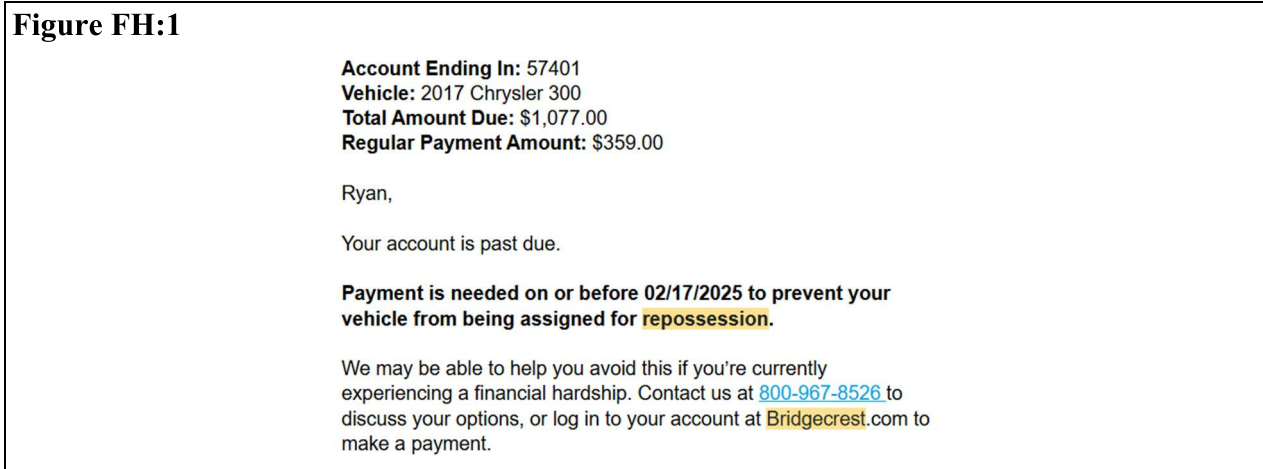 Figure FH:1
Account Ending In: 57401
Vehicle: 2017 Chrysler 300
Total Amount Due: $1,077.00
Regular Payment Amount: $359.00
Ryan,
Your account is past due.
Payment is needed on or before 02/17/2025 to prevent your
vehicle from being assigned for repossession.
We may be able to help you avoid this if you’re currently
experiencing a financial hardship. Contact us at 800-967-8526 to
discuss your options, or log in to your account at Bridgecrest.com to
make a payment.